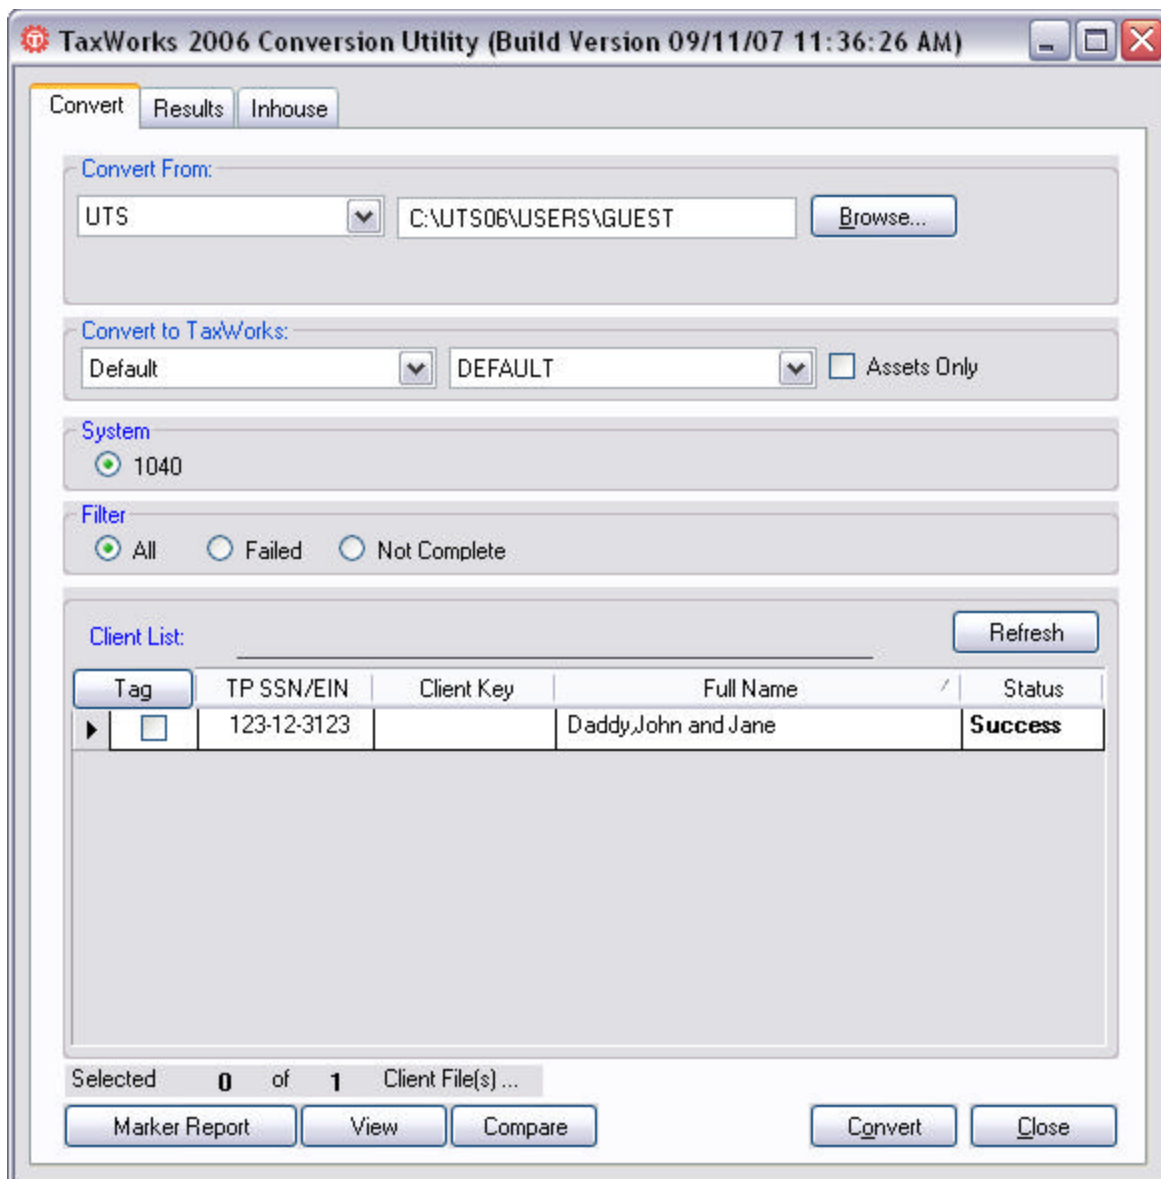 TaxWorks 2006 Conversion Utility (Build Version 09/11/07 11:36:26 AM)
Convert Results Inhouse
Convert From:
UTS C:\UTS06\USERS\GUEST Browse...
Convert to TaxWorks:
Default DEFAULT Assets Only
System
1040
Filter
All Failed Not Complete
Client List: Refresh
Tag TP SSN/EIN Client Key Full Name Status
123-12-3123 Daddy,John and Jane Success
Selected 0 of 1 Client File(s) ...
Marker Report View Compare Convert Close